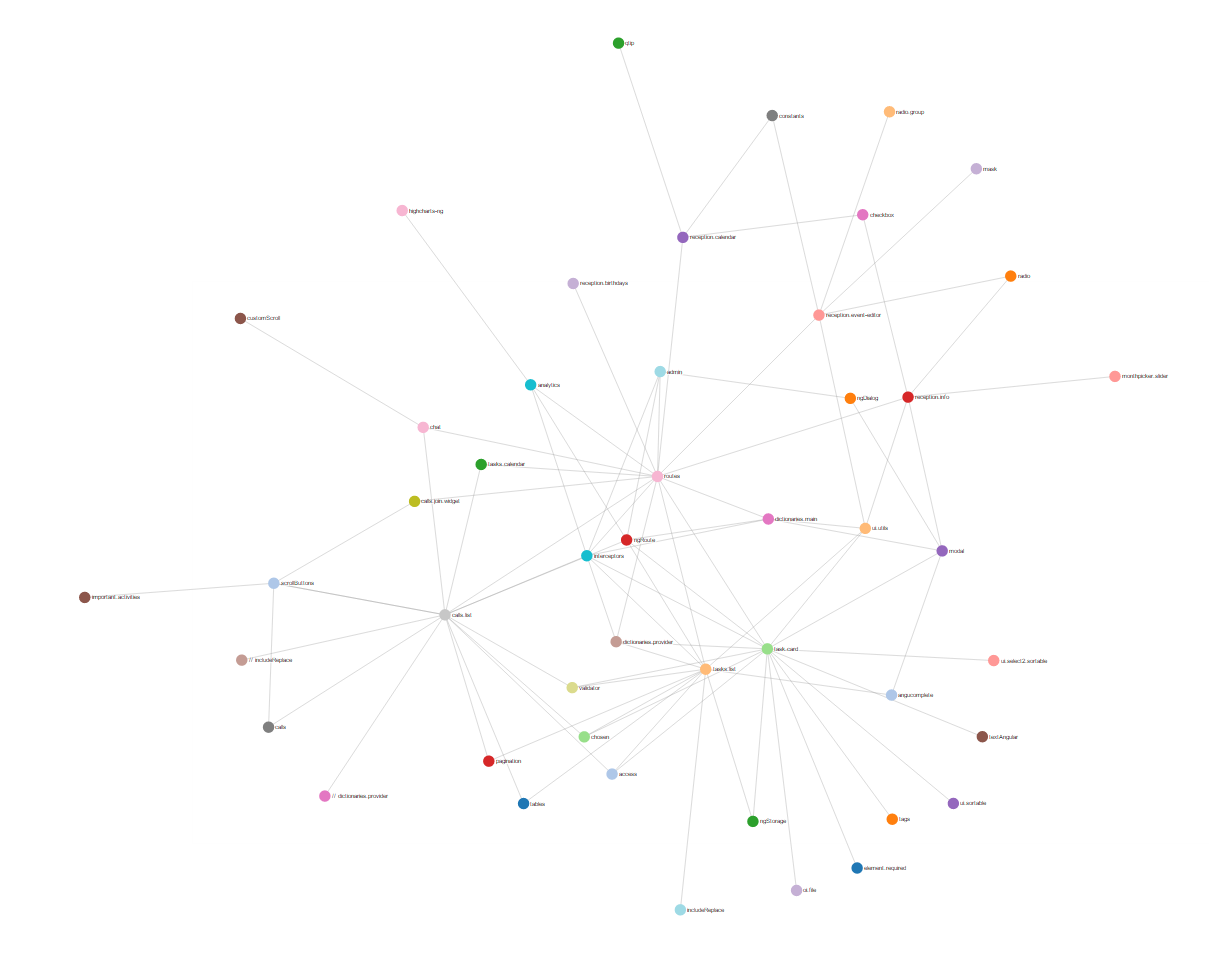 qtip
constants
radio.group
mask
highcharts-ng
checkbox
reception.calendar
radio
reception.birthdays
reception.event-editor
customScroll
admin
monthpicker.slider
analytics
ngDialog
reception.info
chat
tasks.calendar
routes
calls.join.widget
dictionaries.main
ui.utils
ngRoute
modal
interceptors
scrollButtons
important.activities
calls.list
dictionaries.provider
task.card
// includeReplace
ui.select2.sortable
tasks.list
validator
angucomplete
calls
chosen
textAngular
pagination
access
// dictionaries.provider
tables
ui.sortable
ngStorage
tags
element.required
ui.file
includeReplace